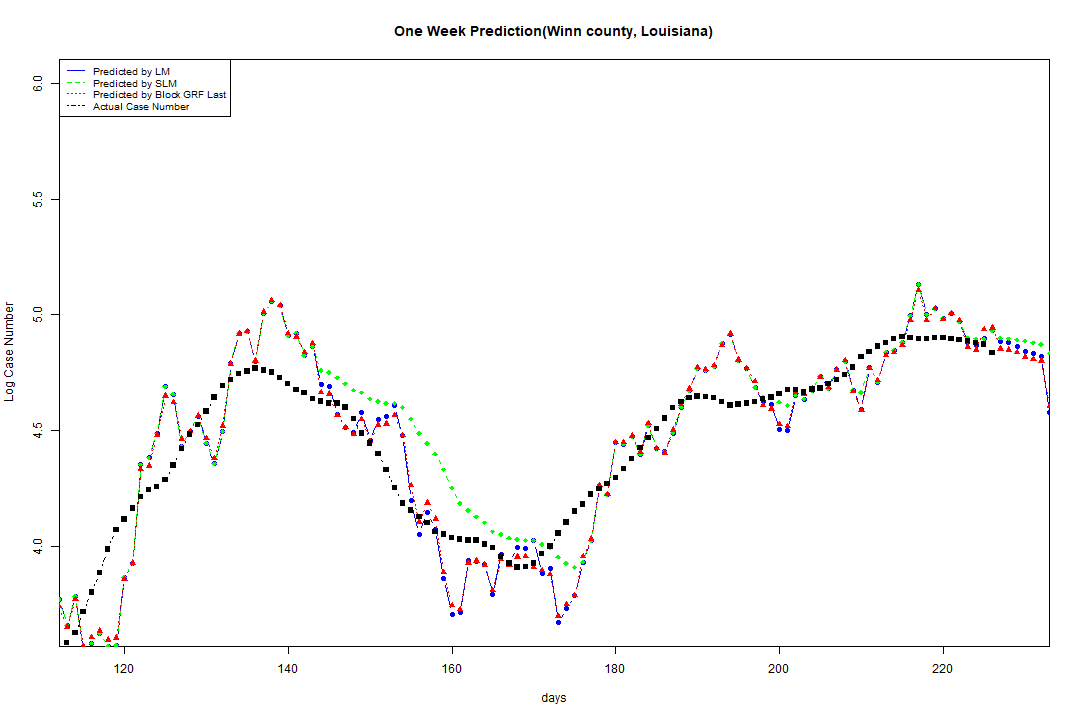 One Week Prediction(Winn county, Louisiana)
Predicted by LM
Predicted by SLM
Predicted by Block GRF Last
Actual Case Number
6.0
5.5
5.0
4.5
4.0
Log Case Number
120 140 160 180 200 220
days